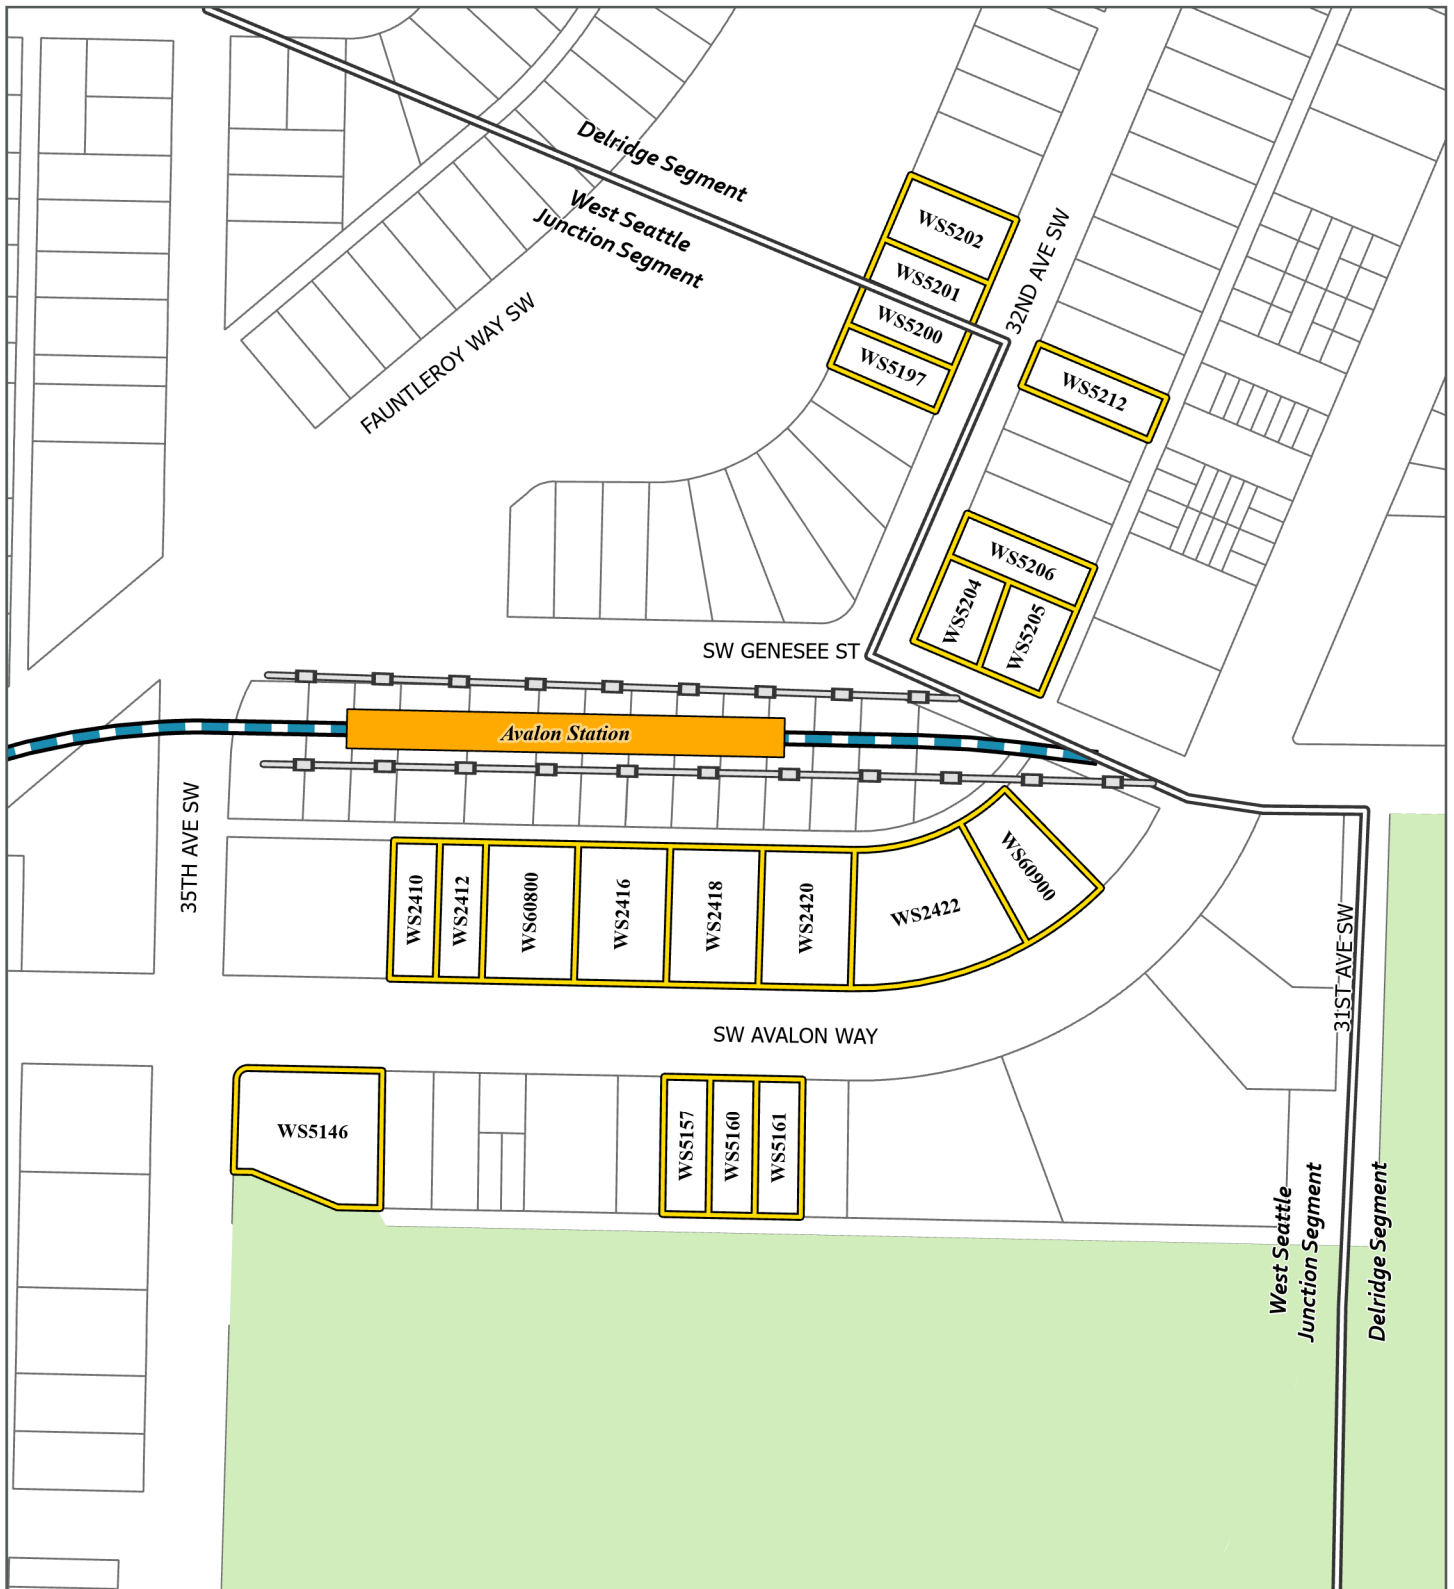 Delridge Segment
West Seattle
Junction Segment
WS5202
WS5201
WS5200
WS5197
32ND AVE SW
WS5212
FAUNTLEROY WAY SW
WS5206
WS5204
WS5205
SW GENESEE ST
Avalon Station
35TH AVE SW
WS2410
WS2412
WS60800
WS2416
WS2418
WS2420
WS2422
WS60900
31ST AVE SW
SW AVALON WAY
WS5146
WS5157
WS5160
WS5161
West Seattle
Junction Segment
Delridge Segment